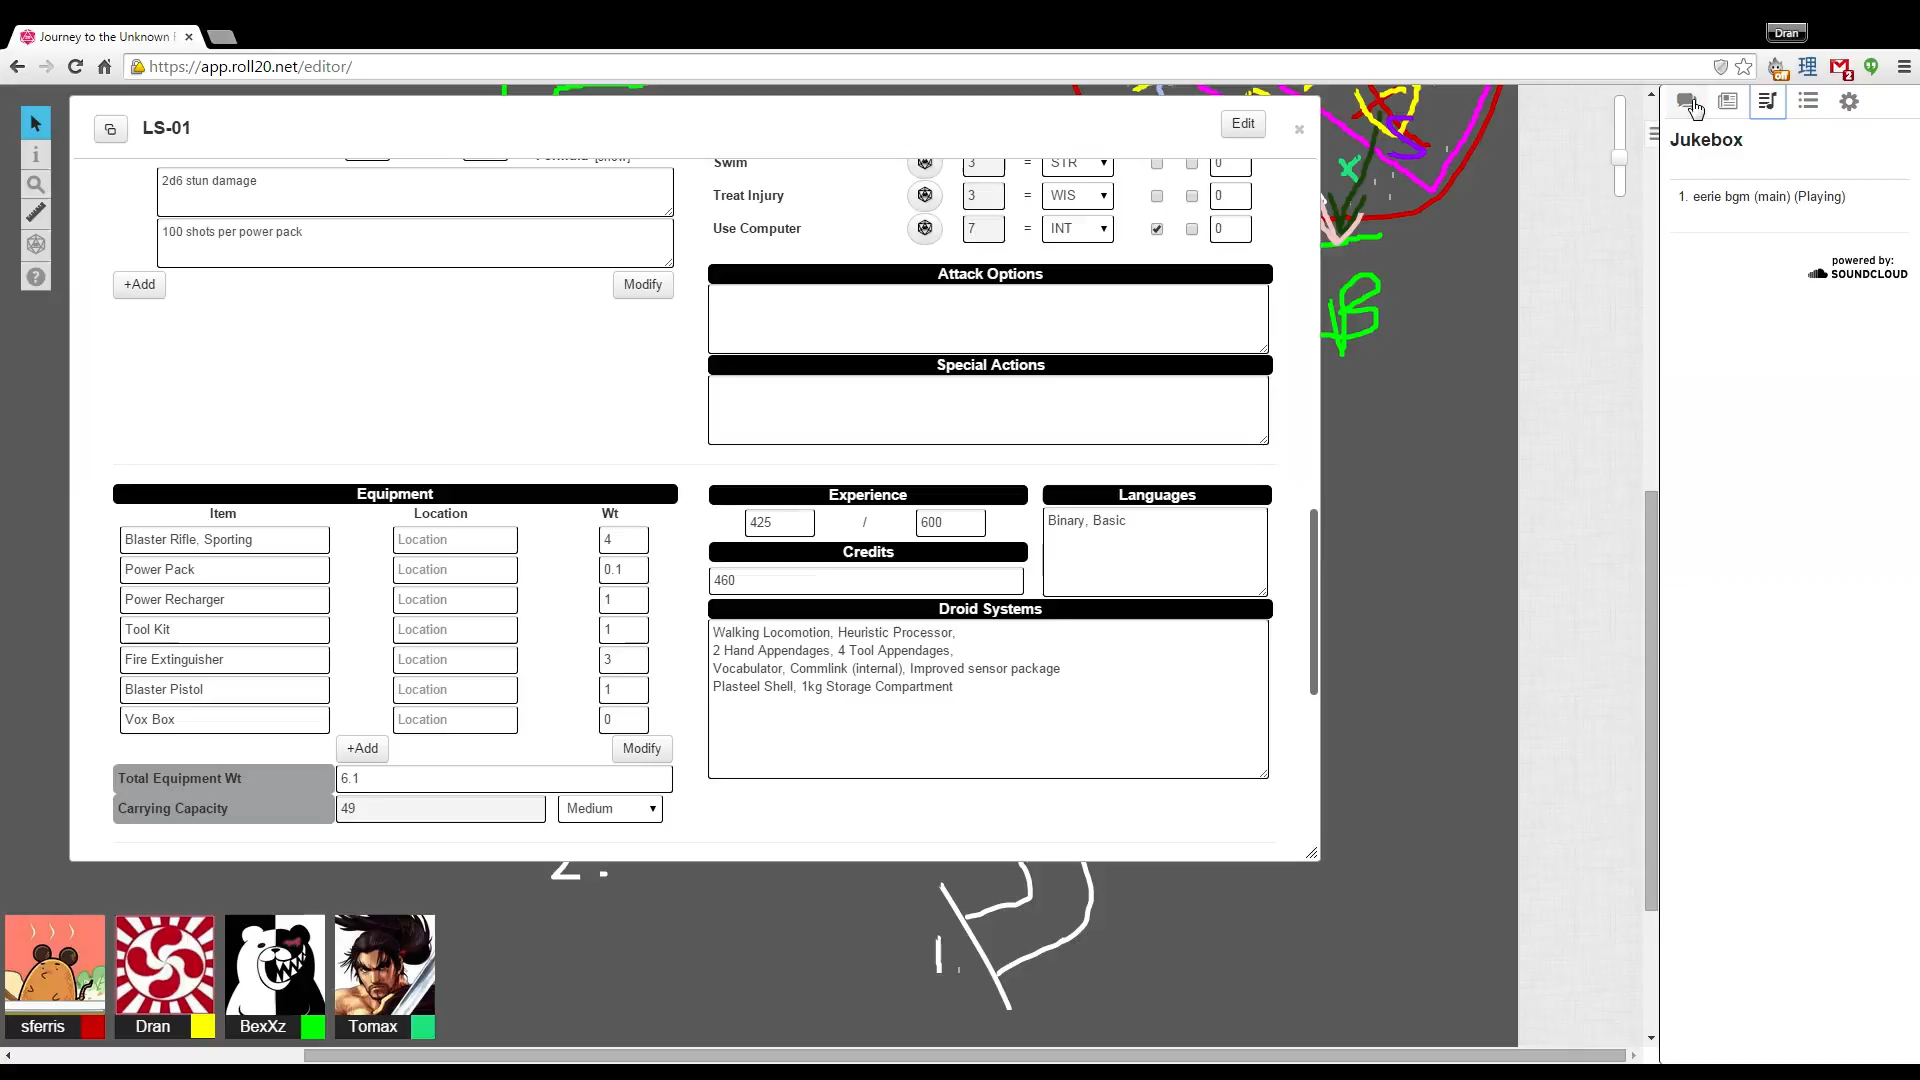 Journey to the Unknown
Dran
https://app.roll20.net/editor/
off
理
2
LS-01
Edit
Jukebox
1. eerie bgm (main) (Playing)
powered by:
SOUNDCLOUD
[show]
2d6 stun damage
100 shots per power pack
+Add
Modify
Swim
3
=
STR
0
Treat Injury
3
=
WIS
0
Use Computer
7
=
INT
0
Attack Options
Special Actions
Equipment
Item
Location
Wt
Blaster Rifle, Sporting
Location
4
Power Pack
Location
0.1
Power Recharger
Location
1
Tool Kit
Location
1
Fire Extinguisher
Location
3
Blaster Pistol
Location
1
Vox Box
Location
0
+Add
Modify
Total Equipment Wt
6.1
Carrying Capacity
49
Medium
Experience
425
/
600
Credits
460
Languages
Binary, Basic
Droid Systems
Walking Locomotion, Heuristic Processor,
2 Hand Appendages, 4 Tool Appendages,
Vocabulator, Commlink (internal), Improved sensor package
Plasteel Shell, 1kg Storage Compartment
2.
1.
sferris
Dran
BexXz
Tomax